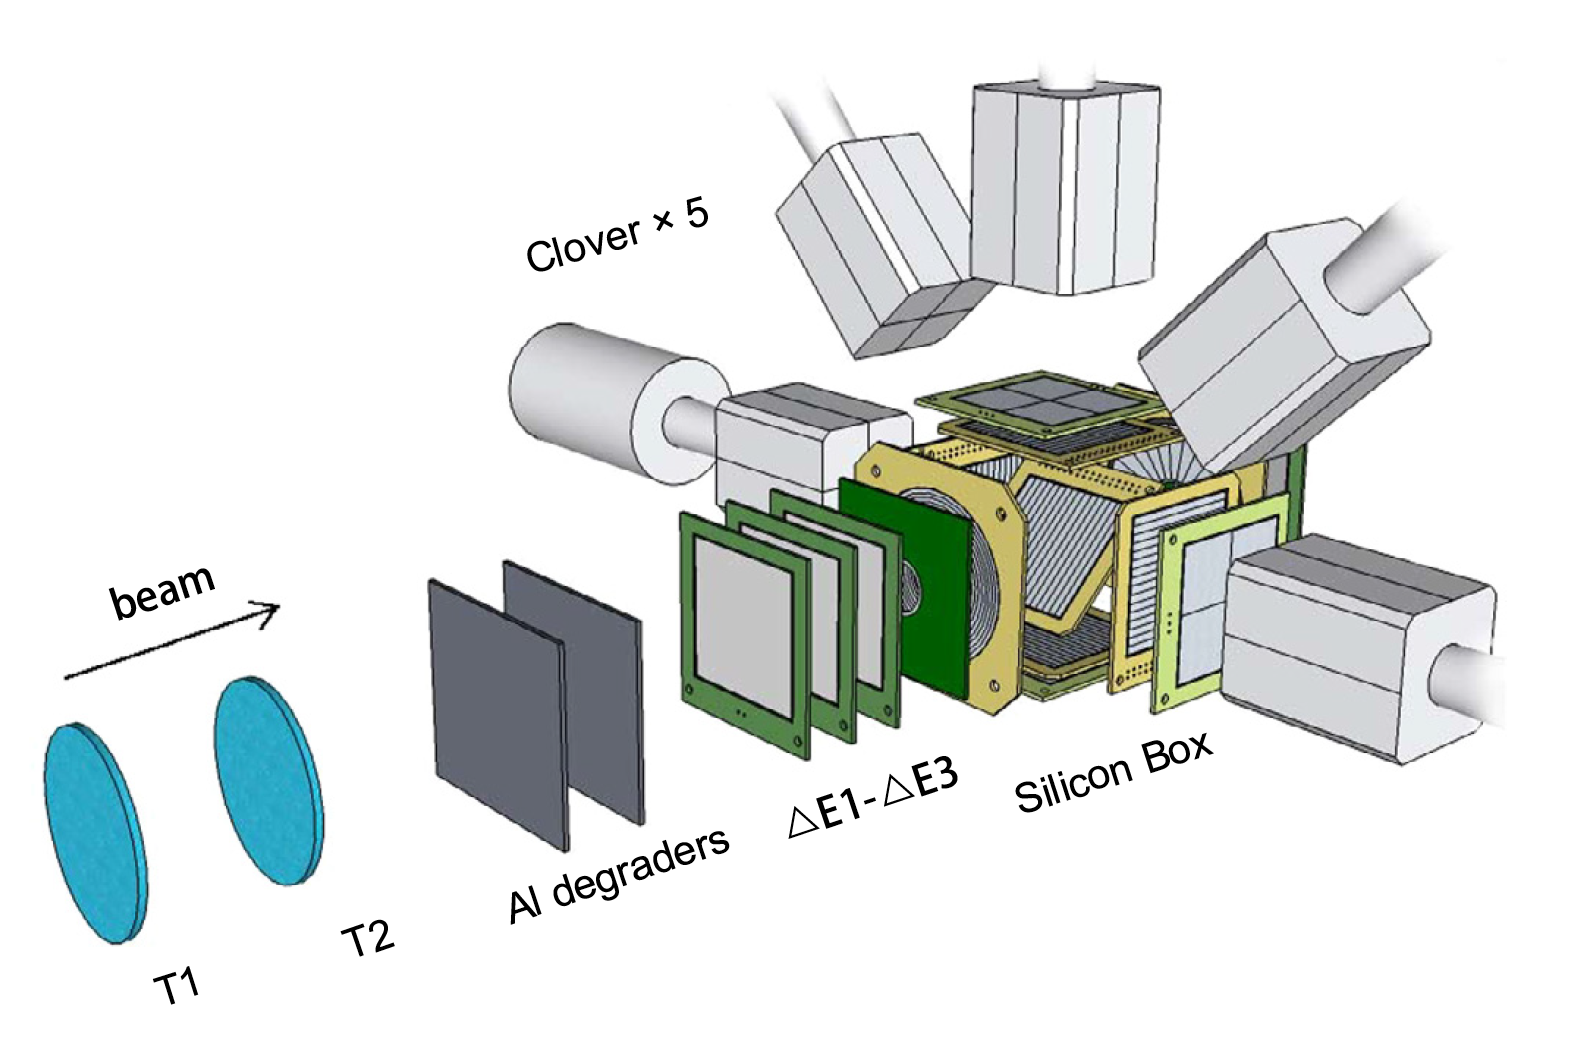 Clover × 5
beam
Silicon Box
△E1-△E3
Al degraders
T2
T1